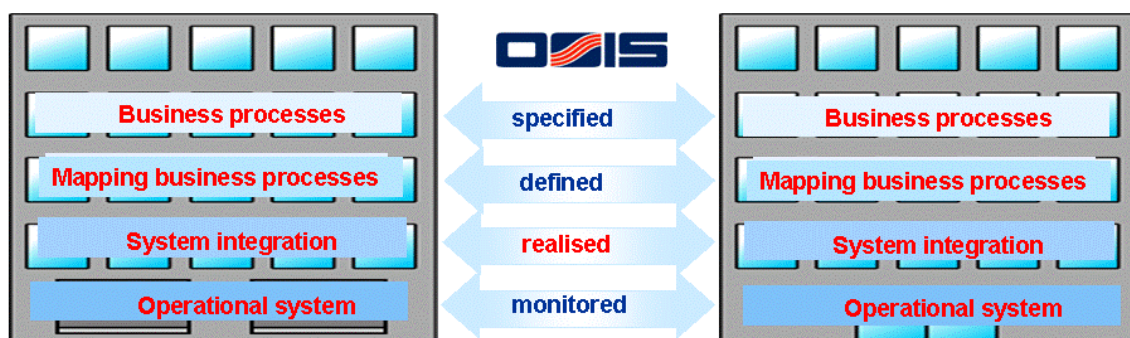 OSIS
Business processes
specified
Business processes
Mapping business processes
defined
Mapping business processes
System integration
realised
System integration
Operational system
monitored
Operational system